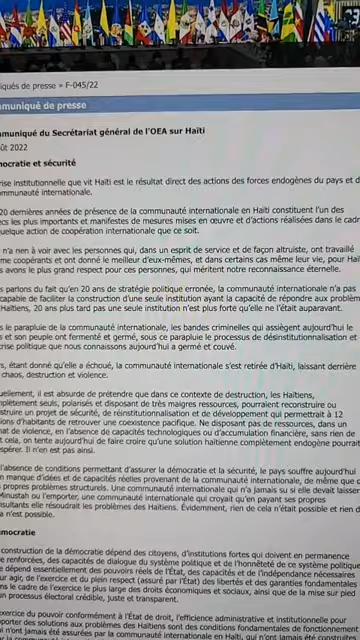 iqués de presse » F-045/22
mmuniqué de presse
mmuniqué du Secrétariat général de l'OEA sur Haïti
oût 2022
mocratie et sécurité
rise institutionnelle que vit Haïti est le résultat direct des actions des forces endogènes du pays et d
mmunauté internationale.
20 dernières années de présence de la communauté internationale en Haïti constituent l'un des
ecs les plus importants et manifestes de mesures mises en œuvre et d'actions réalisées dans le cadr
uelque action de coopération internationale que ce soit.
n'a rien à voir avec les personnes qui, dans un esprit de service et de façon altruiste, ont travaillé
me coopérants et ont donné le meilleur d'eux-mêmes, et dans certains cas même leur vie, pour Haï
s avons le plus grand respect pour ces personnes, qui méritent notre reconnaissance éternelle.
s parlons du fait qu'en 20 ans de stratégie politique erronée, la communauté internationale n'a pas
capable de faciliter la construction d'une seule institution ayant la capacité de répondre aux problèm
Haïtiens, 20 ans plus tard pas une seule institution n'est plus forte qu'elle ne l'était auparavant.
s le parapluie de la communauté internationale, les bandes criminelles qui assiègent aujourd'hui le
s et son peuple ont fermenté et germé, sous ce parapluie le processus de désinstitutionnalisation et
crise politique que nous connaissons aujourd'hui a germé et couvé.
s, étant donné qu'elle a échoué, la communauté internationale s'est retirée d'Haïti, laissant derrière
chaos, destruction et violence.
uellement, il est absurde de prétendre que dans ce contexte de destruction, les Haïtiens,
plètement seuls, polarisés et disposant de très maigres ressources, pourraient reconstruire ou
struire un projet de sécurité, de réinstitutionnalisation et de développement qui permettrait à 12
ions d'habitants de retrouver une coexistence pacifique. Ne disposant pas de ressources, dans un
mat de violence, en l'absence de capacités technologiques ou d'accumulation financière, sans rien de
t cela, on tente aujourd'hui de faire croire qu'une solution haïtienne complètement endogène pourrait
spérer. Il n'en est pas ainsi.
l'absence de conditions permettant d'assurer la démocratie et la sécurité, le pays souffre aujourd'hui
n manque d'idées et de capacités réelles provenant de la communauté internationale, de même que d
propres problèmes structurels. Une communauté internationale qui n'a jamais su si elle devait laisser
Minustah ou l'emporter, une communauté internationale qui croyait qu'en payant ses propres
sultants elle résoudrait les problèmes des Haïtiens. Évidemment, rien de cela n'était possible et rien d
a n'est possible.
mocratie
construction de la démocratie dépend des citoyens, d'institutions fortes qui doivent en permanence
e renforcées, des capacités de dialogue du système politique et de l'honnêteté de ce système politique
e dépend essentiellement des pouvoirs réels de l'État, des capacités et de l'indépendance nécessaires
ur agir, de l'exercice et du plein respect (assuré par l'État) des libertés et des garanties fondamentales
ns le cadre de l'exercice le plus large des droits économiques et sociaux, ainsi que de la mise sur pied
un processus électoral crédible, juste et transparent.
exercice du pouvoir conformément à l'État de droit, l'efficience administrative et institutionnelle pour
porter des solutions aux problèmes des Haïtiens sont des conditions fondamentales de fonctionnement